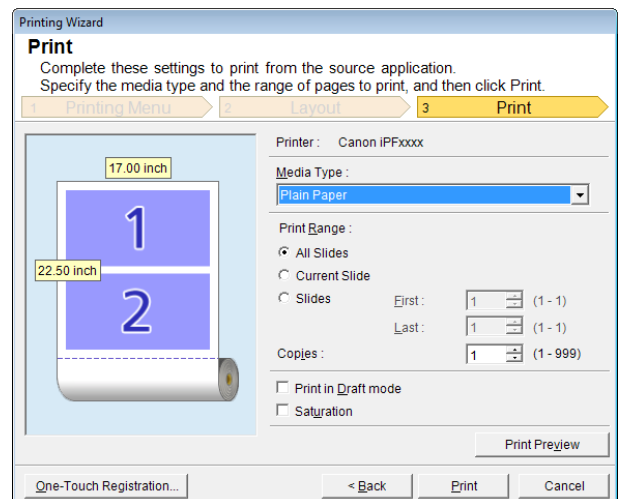 Printing Wizard
Print
Complete these settings to print from the source application.
Specify the media type and the range of pages to print, and then click Print.
1 Printing Menu 2 Layout 3 Print
Printer : Canon iPFxxxx
17.00 inch
Media Type :
Plain Paper
Print Range :
1
All Slides
22.50 inch
Current Slide
2
Slides First : 1 (1 - 1)
Last : 1 (1 - 1)
Copies : 1 (1 - 999)
Print in Draft mode
Saturation
Print Preview
One-Touch Registration... < Back Print Cancel